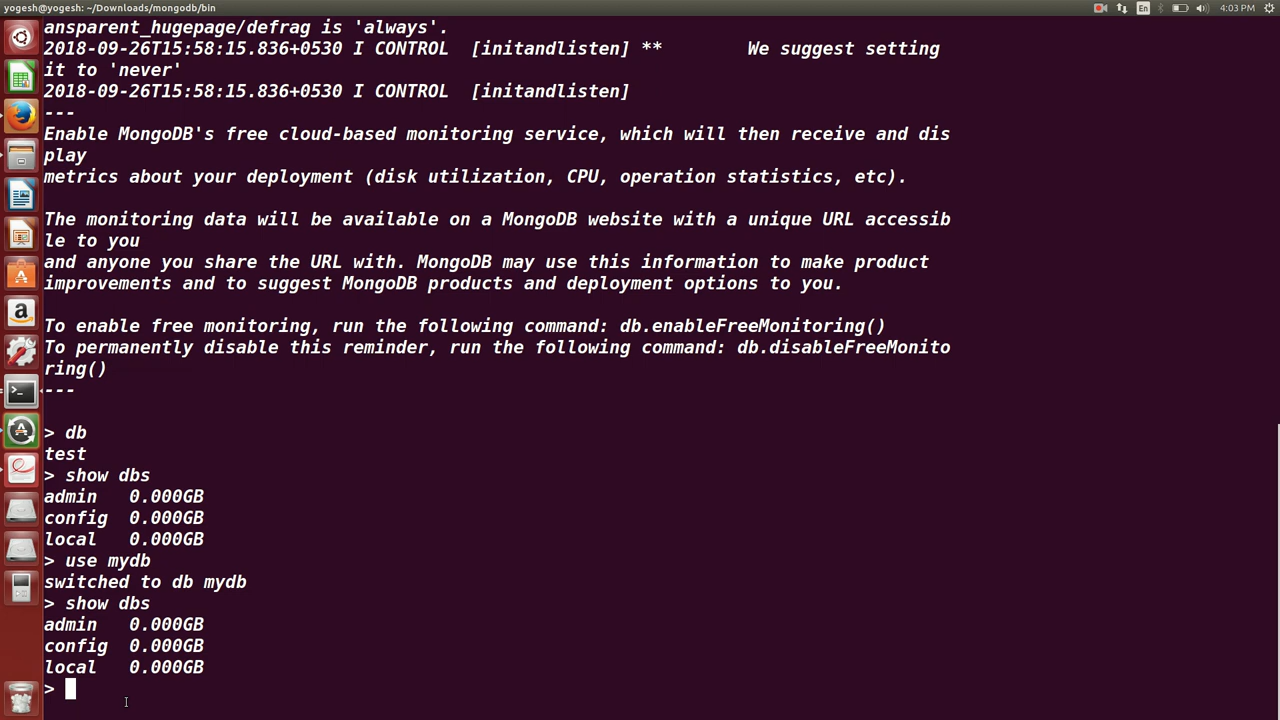 yogesh@yogesh: ~/Downloads/mongodb/bin
En
4:03 PM
ansparent_hugepage/defrag is 'always'.
2018-09-26T15:58:15.836+0530 I CONTROL  [initandlisten] **        We suggest setting
it to 'never'
2018-09-26T15:58:15.836+0530 I CONTROL  [initandlisten]
---
Enable MongoDB's free cloud-based monitoring service, which will then receive and dis
play
metrics about your deployment (disk utilization, CPU, operation statistics, etc).

The monitoring data will be available on a MongoDB website with a unique URL accessib
le to you
and anyone you share the URL with. MongoDB may use this information to make product
improvements and to suggest MongoDB products and deployment options to you.

To enable free monitoring, run the following command: db.enableFreeMonitoring()
To permanently disable this reminder, run the following command: db.disableFreeMonito
ring()
---

> db
test
> show dbs
admin   0.000GB
config  0.000GB
local   0.000GB
> use mydb
switched to db mydb
> show dbs
admin   0.000GB
config  0.000GB
local   0.000GB
>